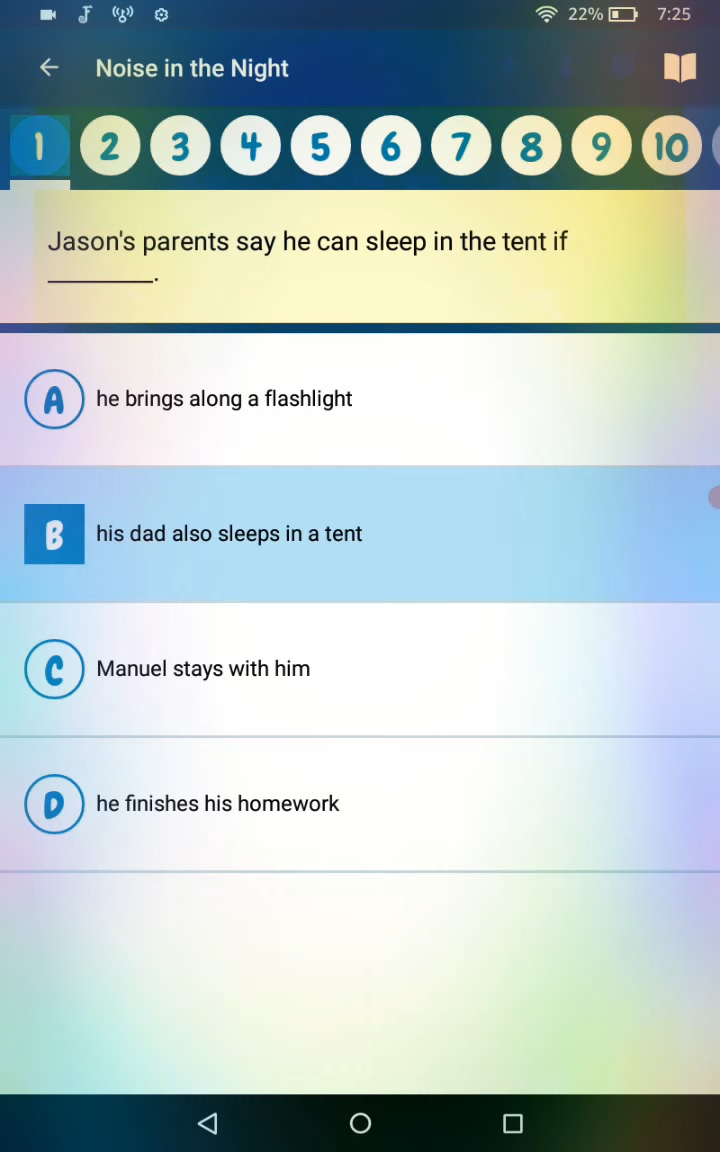 22% 7:25
Noise in the Night
1 2 3 4 5 6 7 8 9 10
Jason's parents say he can sleep in the tent if
_________.
A he brings along a flashlight
B his dad also sleeps in a tent
C Manuel stays with him
D he finishes his homework